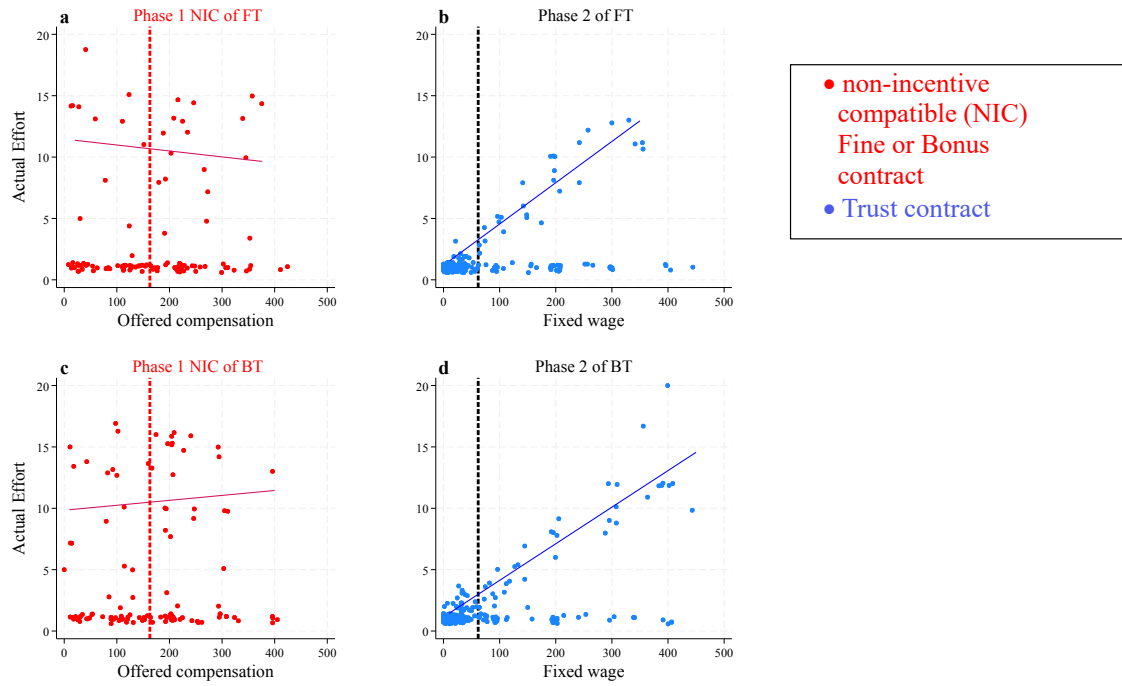 a
Phase 1 NIC of FT
20
15
10
5
0
Actual Effort
0 100 200 300 400 500
Offered compensation
b
Phase 2 of FT
20
15
10
5
0
0 100 200 300 400 500
Fixed wage
non-incentive
compatible (NIC)
Fine or Bonus
contract
Trust contract
c
Phase 1 NIC of BT
20
15
10
5
0
Actual Effort
0 100 200 300 400 500
Offered compensation
d
Phase 2 of BT
20
15
10
5
0
0 100 200 300 400 500
Fixed wage